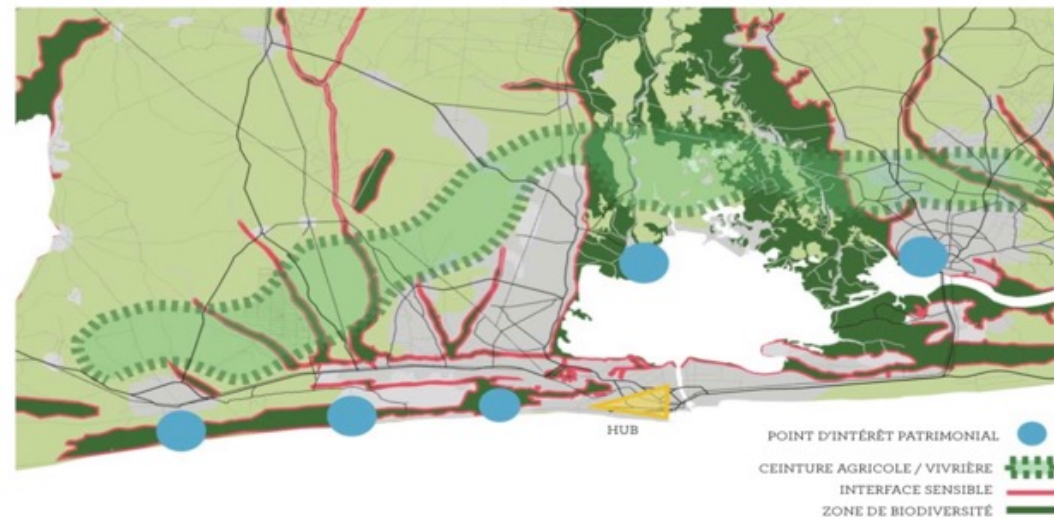 HUB
POINT D'INTÉRÊT PATRIMONIAL
CEINTURE AGRICOLE / VIVRIÈRE
INTERFACE SENSIBLE
ZONE DE BIODIVERSITÉ